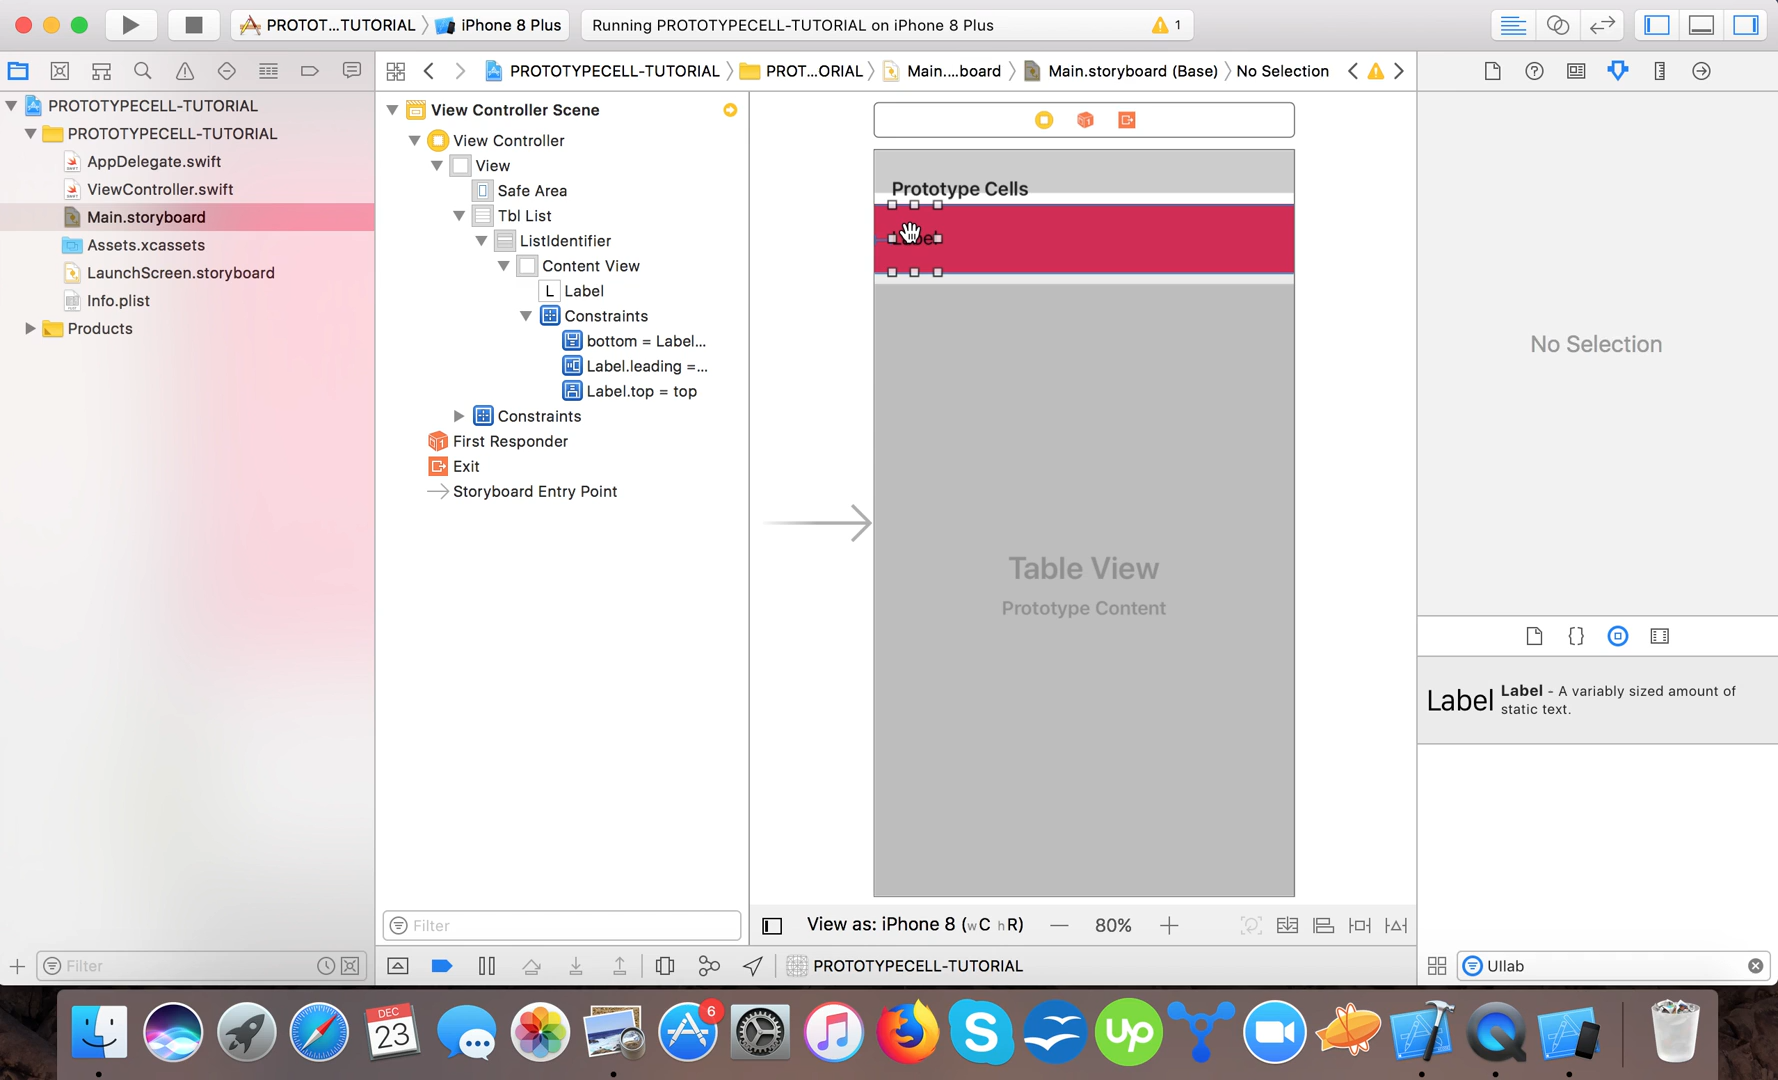 PROTOT...TUTORIAL
iPhone 8 Plus
Running PROTOTYPECELL-TUTORIAL on iPhone 8 Plus
1
PROTOTYPECELL-TUTORIAL
PROT...ORIAL
Main....board
Main.storyboard (Base)
No Selection
PROTOTYPECELL-TUTORIAL
PROTOTYPECELL-TUTORIAL
AppDelegate.swift
ViewController.swift
Main.storyboard
Assets.xcassets
LaunchScreen.storyboard
Info.plist
Products
Filter
View Controller Scene
View Controller
View
Safe Area
Tbl List
ListIdentifier
Content View
L Label
Constraints
bottom = Label...
Label.leading =...
Label.top = top
Constraints
First Responder
Exit
Storyboard Entry Point
Filter
Prototype Cells
Label
Table View
Prototype Content
View as: iPhone 8 (wC hR)
80%
PROTOTYPECELL-TUTORIAL
No Selection
Label
Label - A variably sized amount of
static text.
UIlab
DEC
23
6
S
up